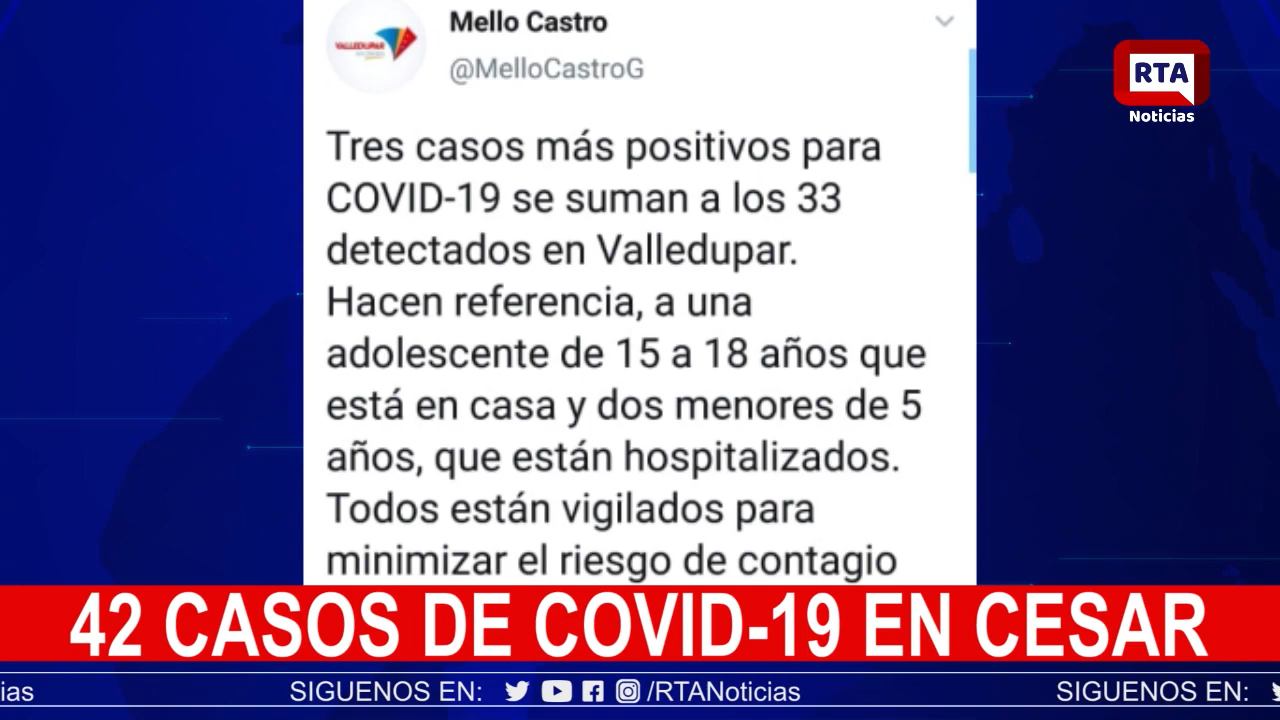 Mello Castro
@MelloCastroG
VALLEDUPAR
RTA
Noticias
Tres casos más positivos para
COVID-19 se suman a los 33
detectados en Valledupar.
Hacen referencia, a una
adolescente de 15 a 18 años que
está en casa y dos menores de 5
años, que están hospitalizados.
Todos están vigilados para
minimizar el riesgo de contagio
42 CASOS DE COVID-19 EN CESAR
ias SIGUENOS EN: /RTANoticias SIGUENOS EN: